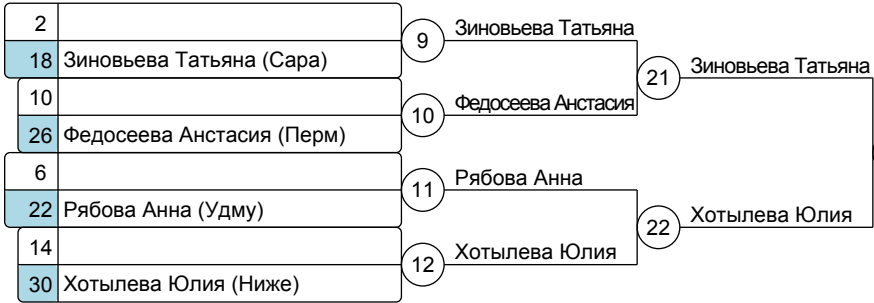 2
18 Зиновьева Татьяна (Сара)
9
Зиновьева Татьяна
10
26 Федосеева Анстасия (Перм)
10
Федосеева Анстасия
21
Зиновьева Татьяна
6
22 Рябова Анна (Удму)
11
Рябова Анна
14
30 Хотылева Юлия (Ниже)
12
Хотылева Юлия
22
Хотылева Юлия